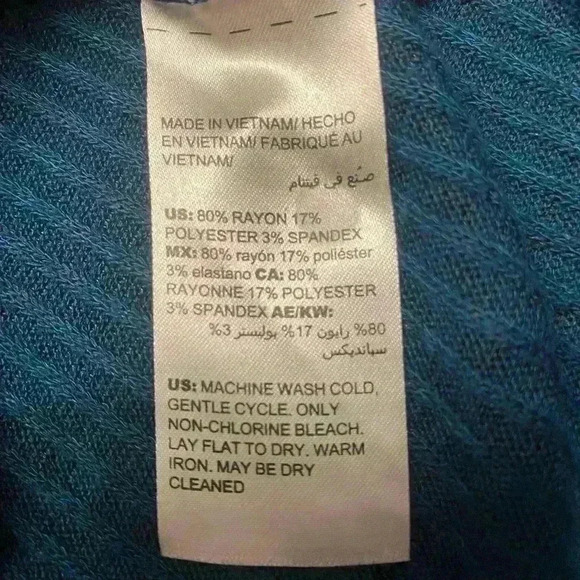 MADE IN VIETNAM/ HECHO
EN VIETNAM/ FABRIQUÉ AU
VIETNAM/
صنع في فيتنام
US: 80% RAYON 17%
POLYESTER 3% SPANDEX
MX: 80% rayón 17% poliéster
3% elastano CA: 80%
RAYONNE 17% POLYESTER
3% SPANDEX AE/KW:
80% رايون 17% بوليستر 3%
سباندیكس
US: MACHINE WASH COLD,
GENTLE CYCLE. ONLY
NON-CHLORINE BLEACH.
LAY FLAT TO DRY. WARM
IRON. MAY BE DRY
CLEANED